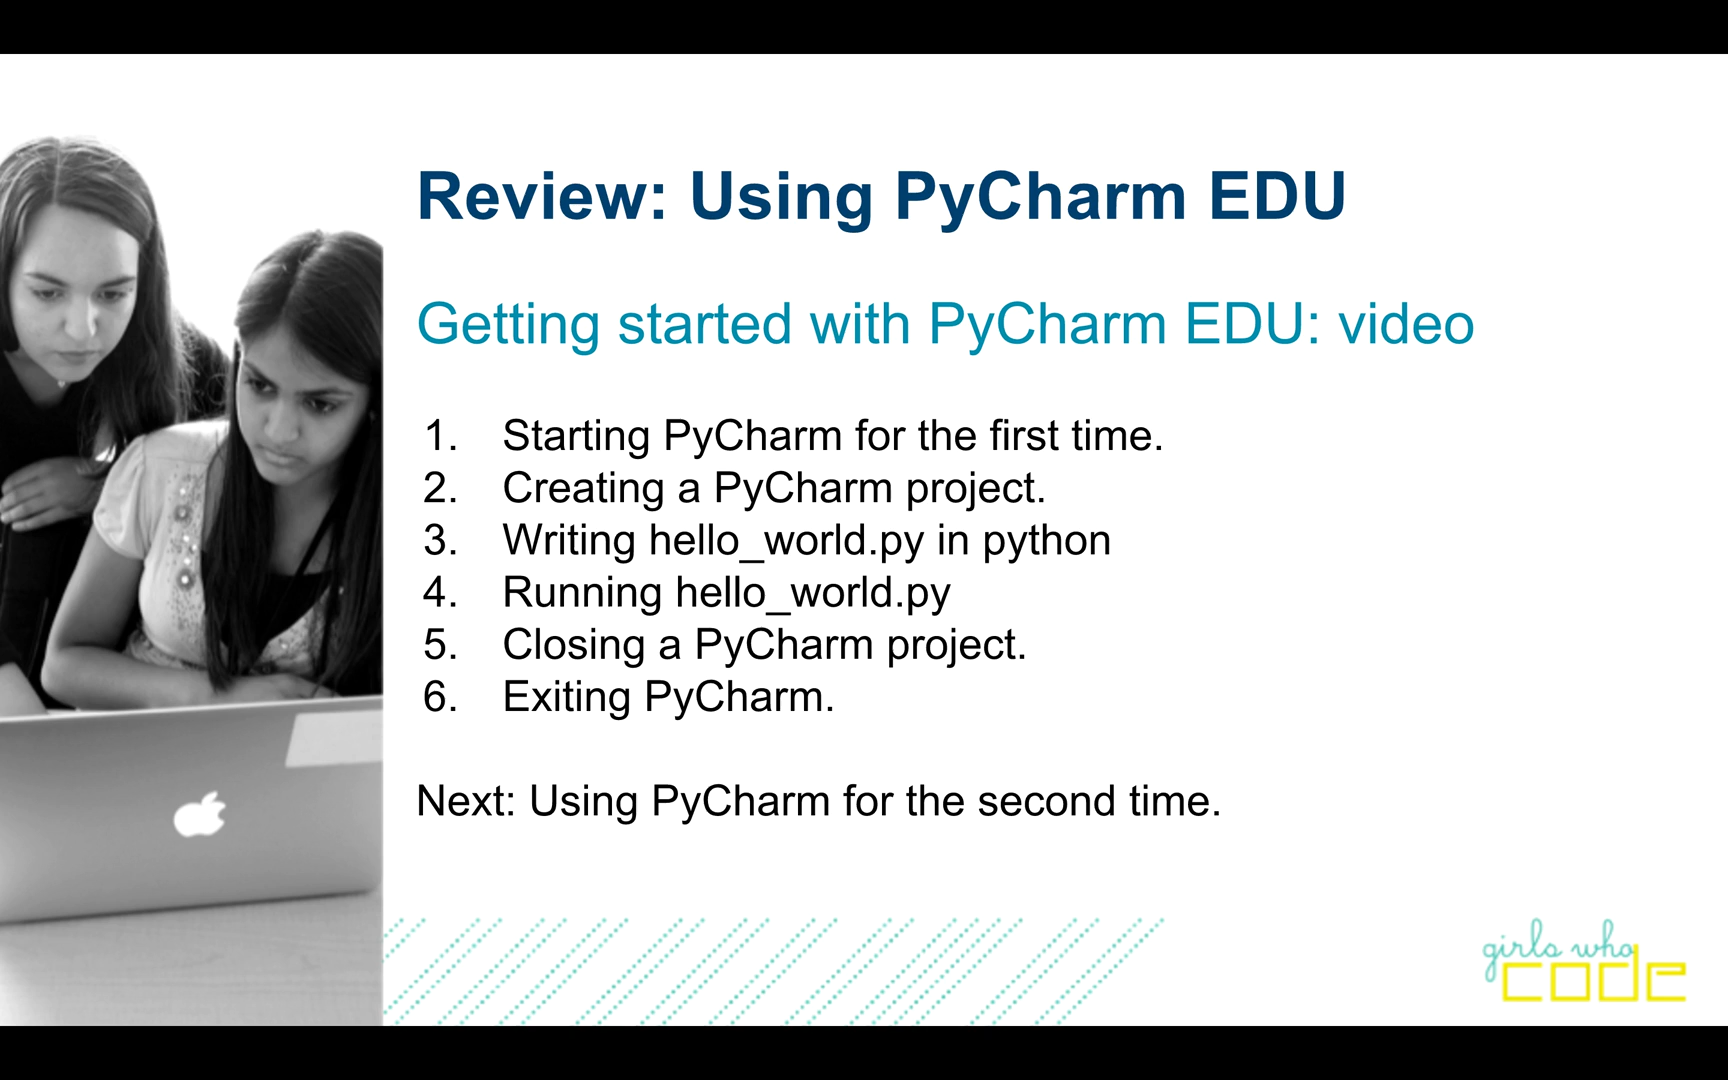 Review: Using PyCharm EDU
Getting started with PyCharm EDU: video
1. Starting PyCharm for the first time.
2. Creating a PyCharm project.
3. Writing hello_world.py in python
4. Running hello_world.py
5. Closing a PyCharm project.
6. Exiting PyCharm.
Next: Using PyCharm for the second time.
girls who
code